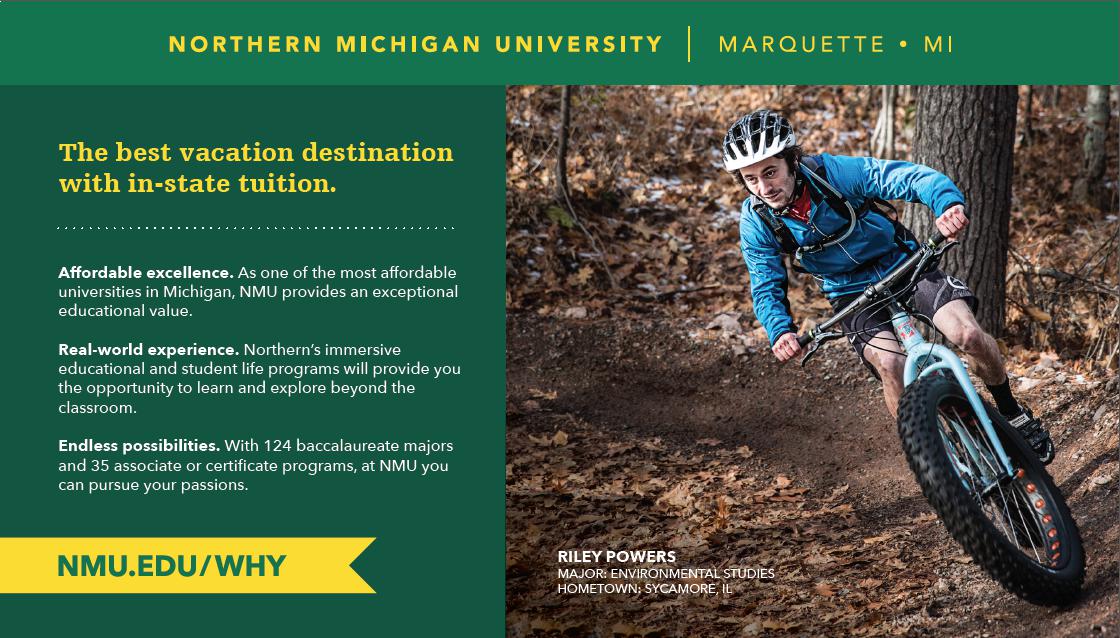 NORTHERN MICHIGAN UNIVERSITY | MARQUETTE • MI
The best vacation destination
with in-state tuition.
Affordable excellence. As one of the most affordable
universities in Michigan, NMU provides an exceptional
educational value.
Real-world experience. Northern's immersive
educational and student life programs will provide you
the opportunity to learn and explore beyond the
classroom.
Endless possibilities. With 124 baccalaureate majors
and 35 associate or certificate programs, at NMU you
can pursue your passions.
NMU.EDU/WHY
RILEY POWERS
MAJOR: ENVIRONMENTAL STUDIES
HOMETOWN: SYCAMORE, IL